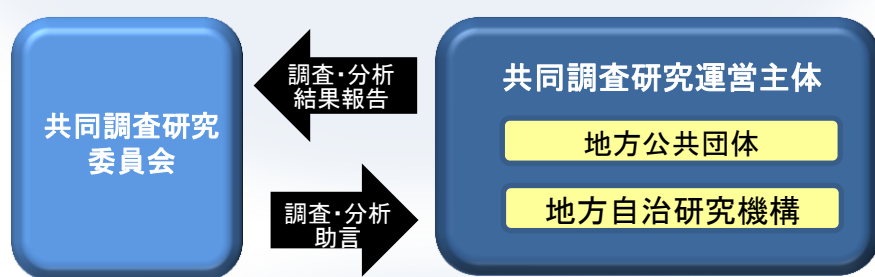 共同調査研究
委員会
調査・分析
結果報告
調査・分析
助言
共同調査研究運営主体
地方公共団体
地方自治研究機構